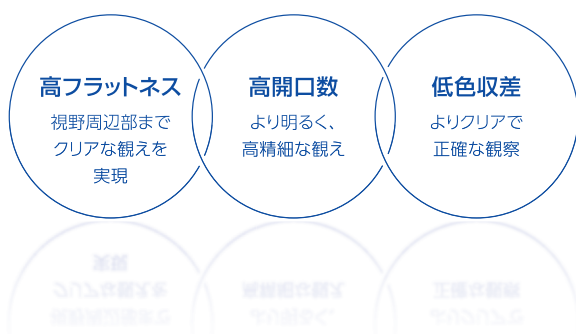 高フラットネス
視野周辺部まで
クリアな観えを
実現
高開口数
より明るく、
高精細な観え
低色収差
よりクリアで
正確な観察